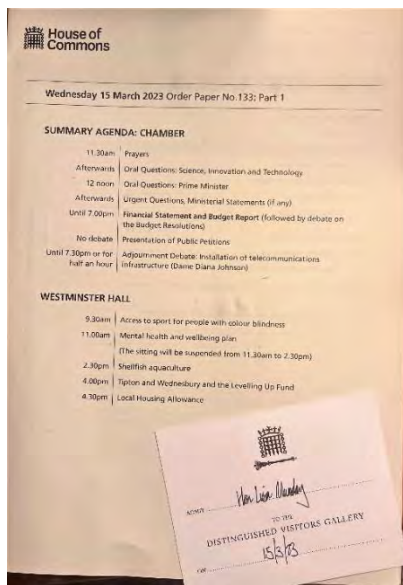 House of
Commons
Wednesday 15 March 2023 Order Paper No.133: Part 1
SUMMARY AGENDA: CHAMBER
11.30am Prayers
Afterwards Oral Questions: Science, Innovation and Technology
12 noon Oral Questions: Prime Minister
Afterwards Urgent Questions, Ministerial Statements (if any)
Until 7.00pm Financial Statement and Budget Report (followed by debate on
the Budget Resolutions)
No debate Presentation of Public Petitions
Until 7.30pm or for Adjournment Debate: Installation of telecommunications
half an hour infrastructure (Dame Diana Johnson)
WESTMINSTER HALL
9.30am Access to sport for people with colour blindness
11.00am Mental health and wellbeing plan
(The sitting will be suspended from 11.30am to 2.30pm)
2.30pm Shellfish aquaculture
4.00pm Tipton and Wednesbury and the Levelling Up Fund
4.30pm Local Housing Allowance
ADMIT Hon Lisa
TO THE
DISTINGUISHED VISITORS GALLERY
15/3/23